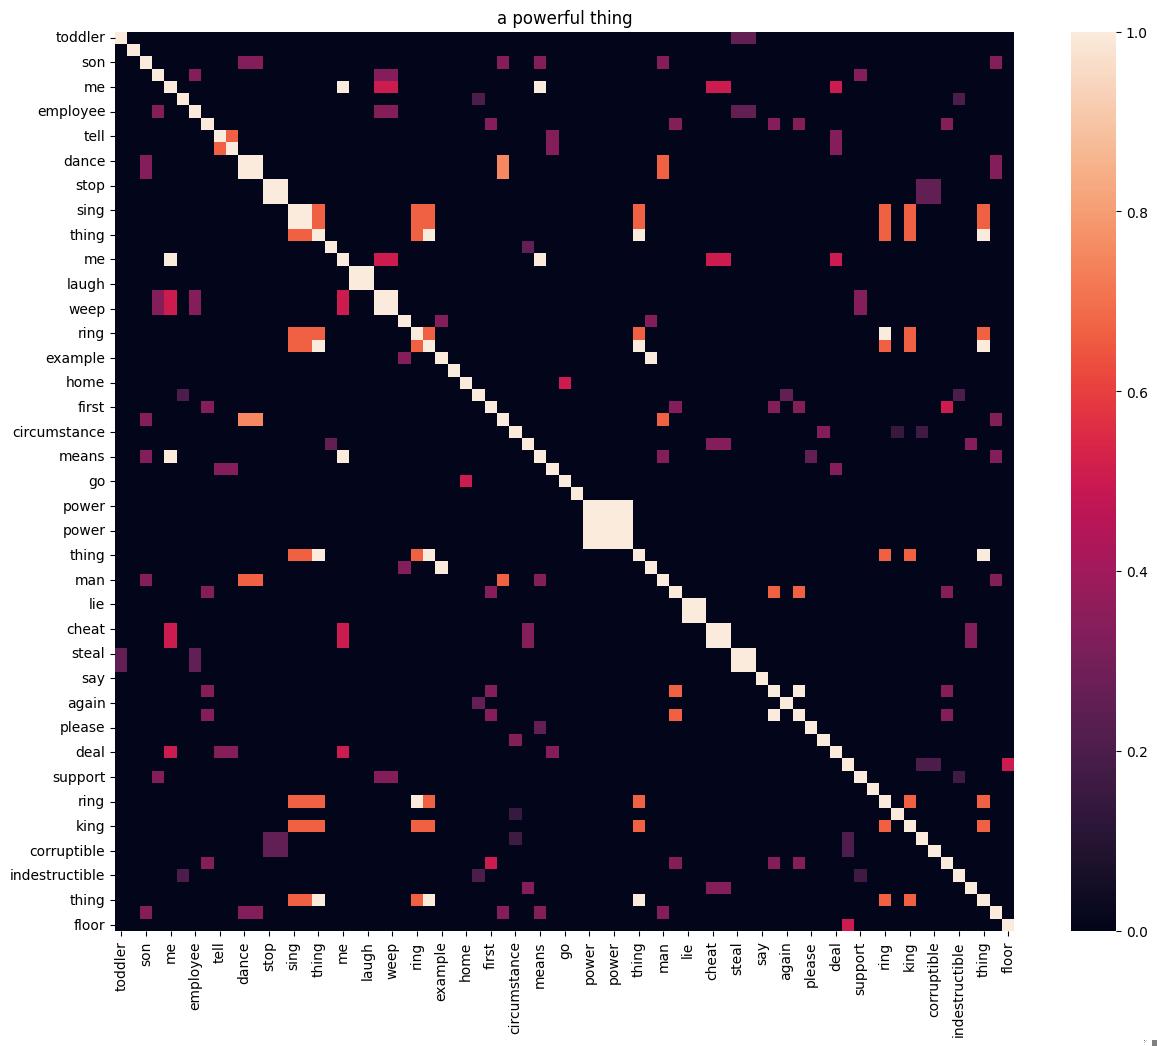 a powerful thing
toddler
son
me
employee
tell
dance
stop
sing
thing
me
laugh
weep
ring
example
home
first
circumstance
means
go
power
power
thing
man
lie
cheat
steal
say
again
please
deal
support
ring
king
corruptible
indestructible
thing
floor
1.0
0.8
0.6
0.4
0.2
0.0
toddler
son
me
employee
tell
dance
stop
sing
thing
me
laugh
weep
ring
example
home
first
circumstance
means
go
power
power
thing
man
lie
cheat
steal
say
again
please
deal
support
ring
king
corruptible
indestructible
thing
floor